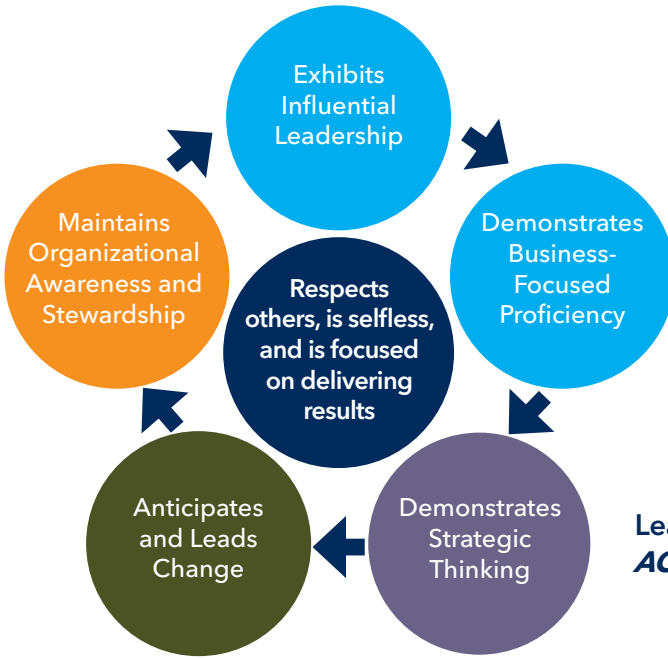 Exhibits
Influential
Leadership
Demonstrates
Business-
Focused
Proficiency
Demonstrates
Strategic
Thinking
Anticipates
and Leads
Change
Maintains
Organizational
Awareness and
Stewardship
Respects
others, is selfless,
and is focused
on delivering
results